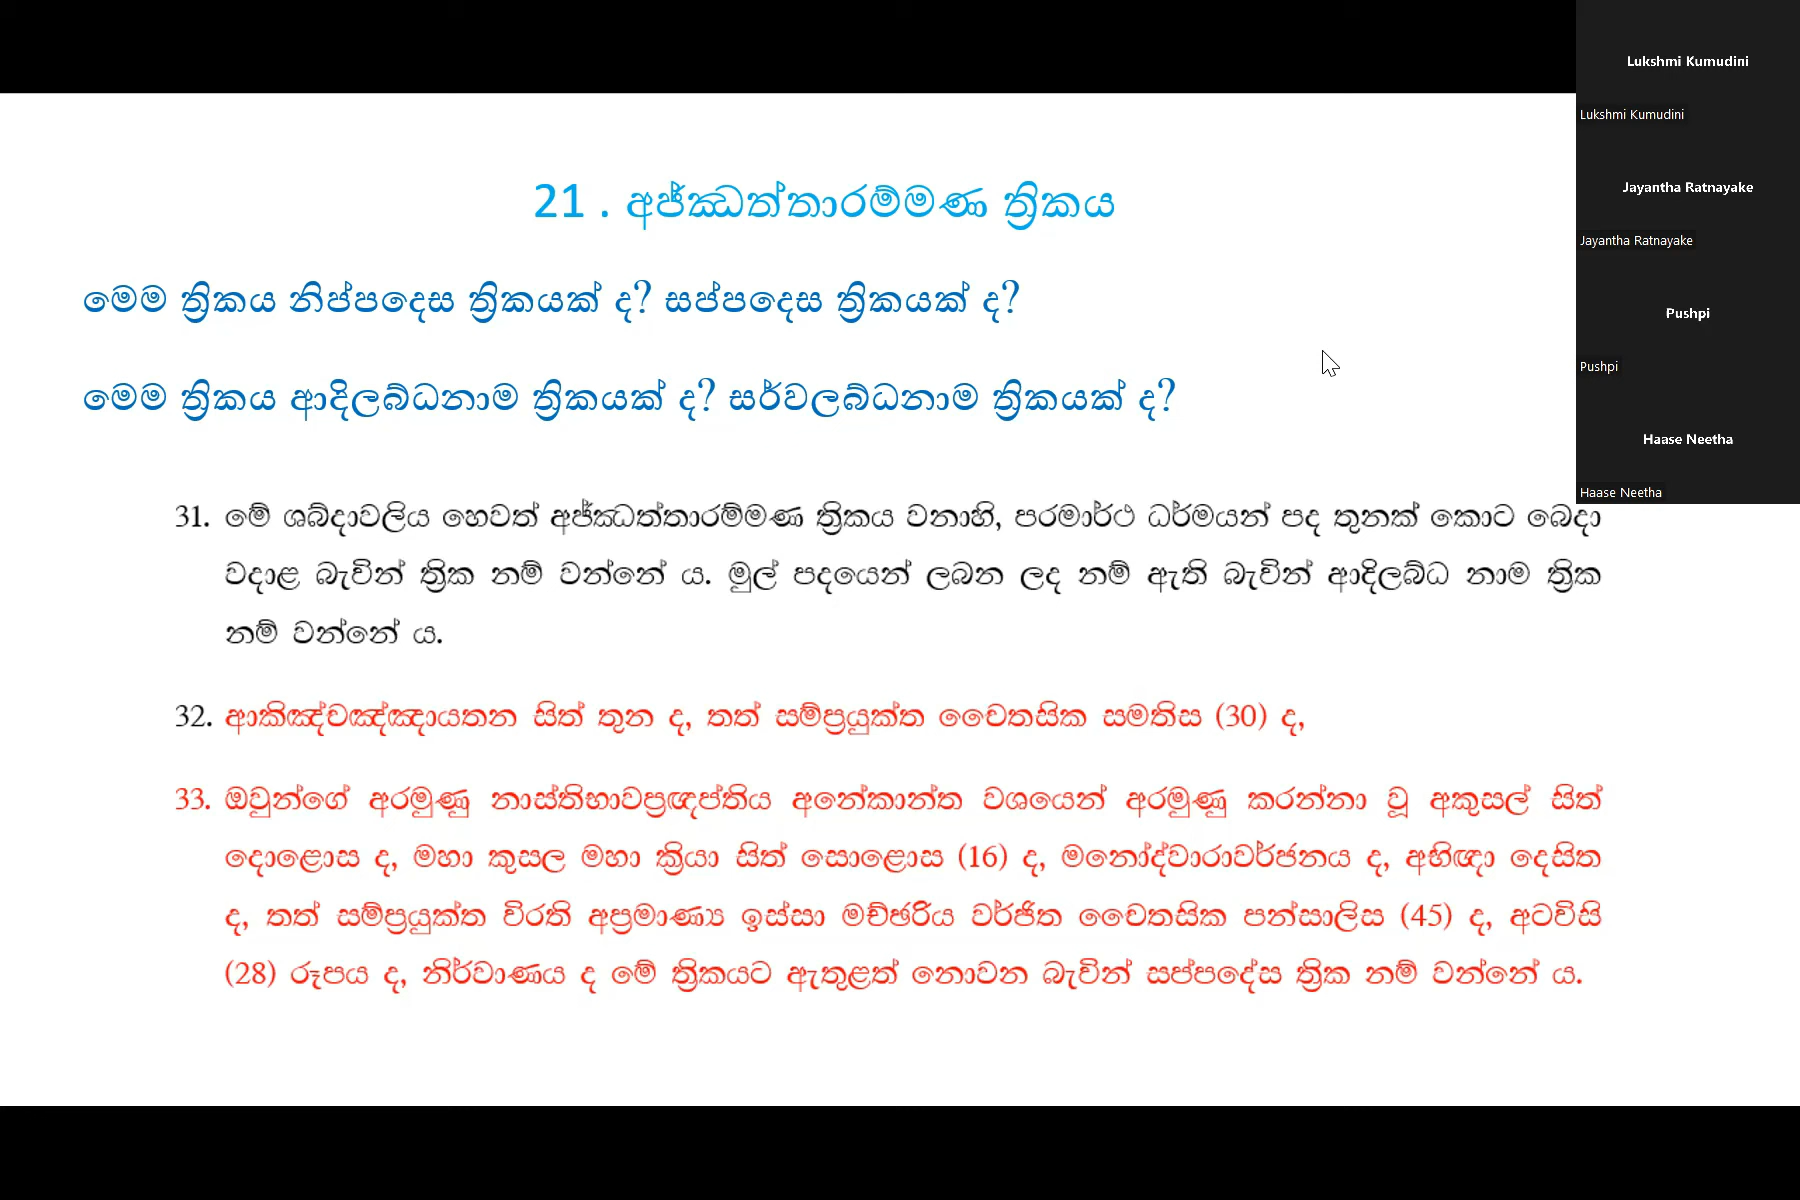 21 . අජ්ඣත්තාරම්මණ ත්‍රිකය
මෙම ත්‍රිකය නිප්පදෙස ත්‍රිකයක් ද? සප්පදෙස ත්‍රිකයක් ද?
මෙම ත්‍රිකය ආදිලබ්ධනාම ත්‍රිකයක් ද? සර්වලබ්ධනාම ත්‍රිකයක් ද?
31. මේ ශබ්දාවලිය හෙවත් අජ්ඣත්තාරම්මණ ත්‍රිකය වනාහි, පරමාර්ථ ධර්මයන් පද තුනක් කොට බෙදා
වදාළ බැවින් ත්‍රික නම් වන්නේ ය. මුල් පදයෙන් ලබන ලද නම් ඇති බැවින් ආදිලබ්ධ නාම ත්‍රික
නම් වන්නේ ය.
32. ආකිඤ්චඤ්ඤායතන සිත් තුන ද, තත් සම්ප්‍රයුක්ත චෛතසික සමතිස (30) ද,
33. ඔවුන්ගේ අරමුණු නාස්තිභාවප්‍රඥප්තිය අනේකාන්ත වශයෙන් අරමුණු කරන්නා වූ අකුසල් සිත්
දොළොස ද, මහා කුසල මහා ක්‍රියා සිත් සොළොස (16) ද, මනෝද්වාරාවර්ජනය ද, අභිඥා දෙසිත
ද, තත් සම්ප්‍රයුක්ත විරති අප්‍රමාණ්‍ය ඉස්සා මච්ඡරිය වර්ජිත චෛතසික පන්සාලිස (45) ද, අටවිසි
(28) රූපය ද, නිර්වාණය ද මේ ත්‍රිකයට ඇතුළත් නොවන බැවින් සප්පදේස ත්‍රික නම් වන්නේ ය.
Lukshmi Kumudini
Lukshmi Kumudini
Jayantha Ratnayake
Jayantha Ratnayake
Pushpi
Pushpi
Haase Neetha
Haase Neetha